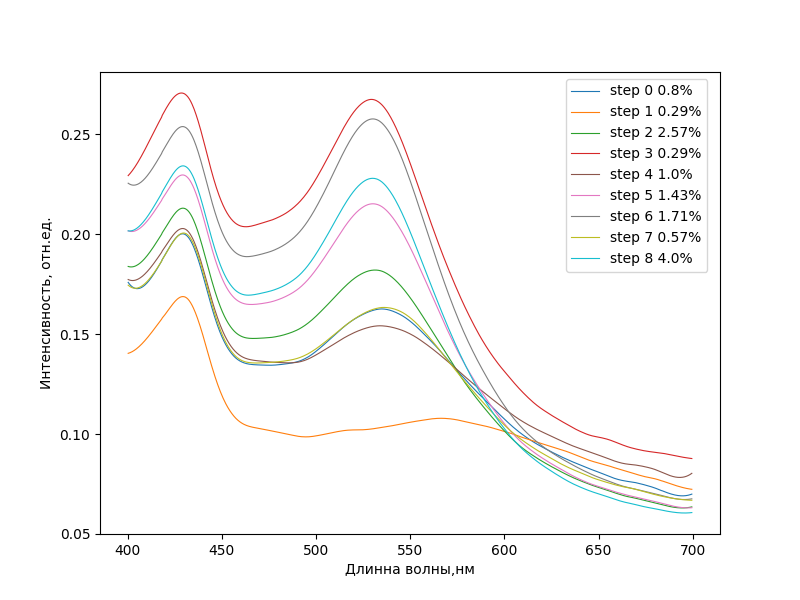 0.25
0.20
0.15
0.10
0.05
400 450 500 550 600 650 700
Интенсивность, отн.ед.
Длинна волны,нм
step 0 0.8%
step 1 0.29%
step 2 2.57%
step 3 0.29%
step 4 1.0%
step 5 1.43%
step 6 1.71%
step 7 0.57%
step 8 4.0%